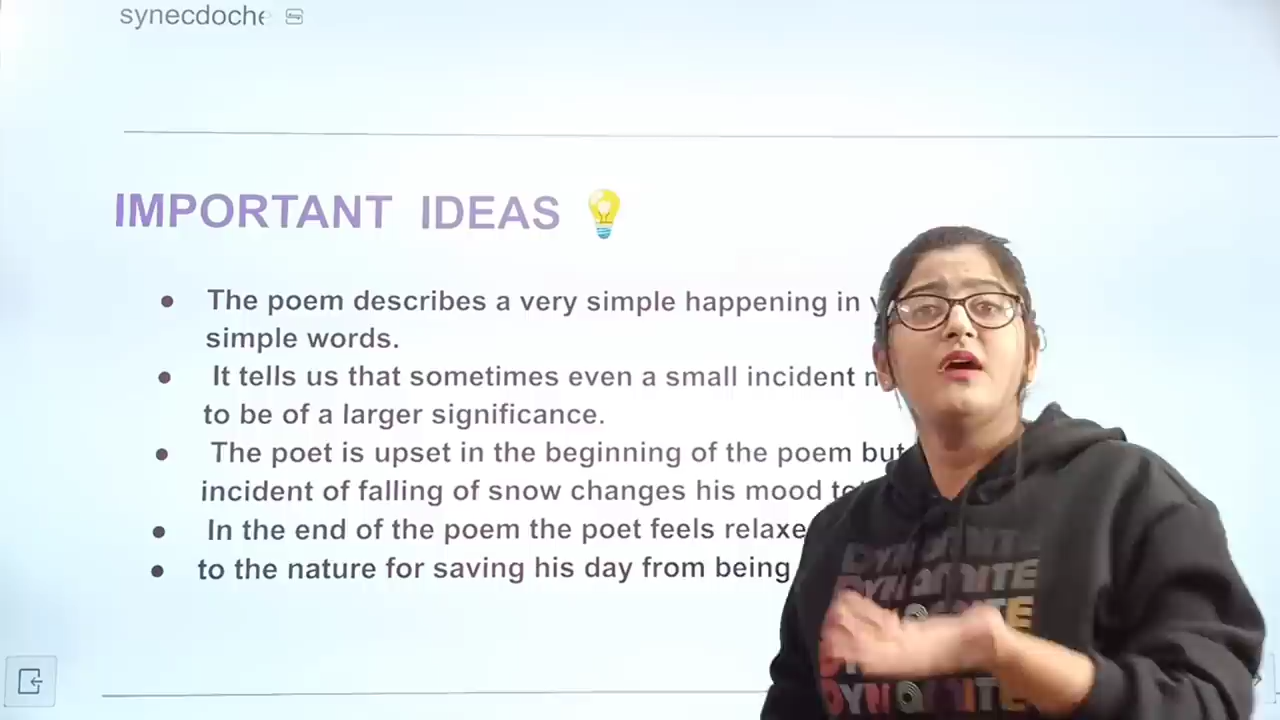 synecdoche
IMPORTANT IDEAS
● The poem describes a very simple happening in
simple words.
● It tells us that sometimes even a small incident
to be of a larger significance.
● The poet is upset in the beginning of the poem but
incident of falling of snow changes his mood
● In the end of the poem the poet feels
● to the nature for saving his day from being
DYNAMITE
DYNAMITE